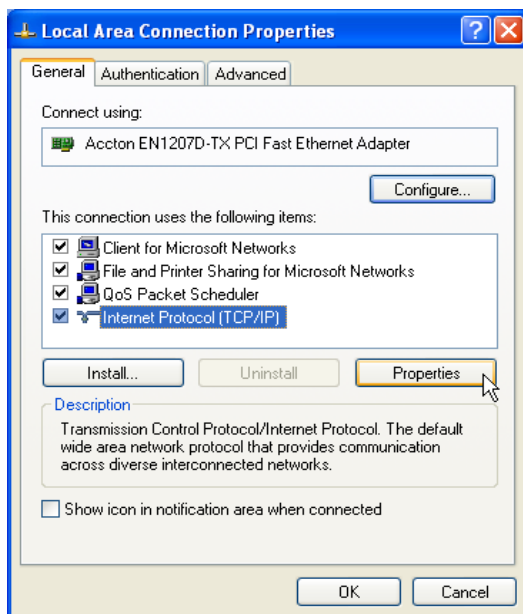 Local Area Connection Properties
General Authentication Advanced
Connect using:
Accton EN1207D-TX PCI Fast Ethernet Adapter
Configure...
This connection uses the following items:
Client for Microsoft Networks
File and Printer Sharing for Microsoft Networks
QoS Packet Scheduler
Internet Protocol (TCP/IP)
Install... Uninstall Properties
Description
Transmission Control Protocol/Internet Protocol. The default
wide area network protocol that provides communication
across diverse interconnected networks.
Show icon in notification area when connected
OK Cancel